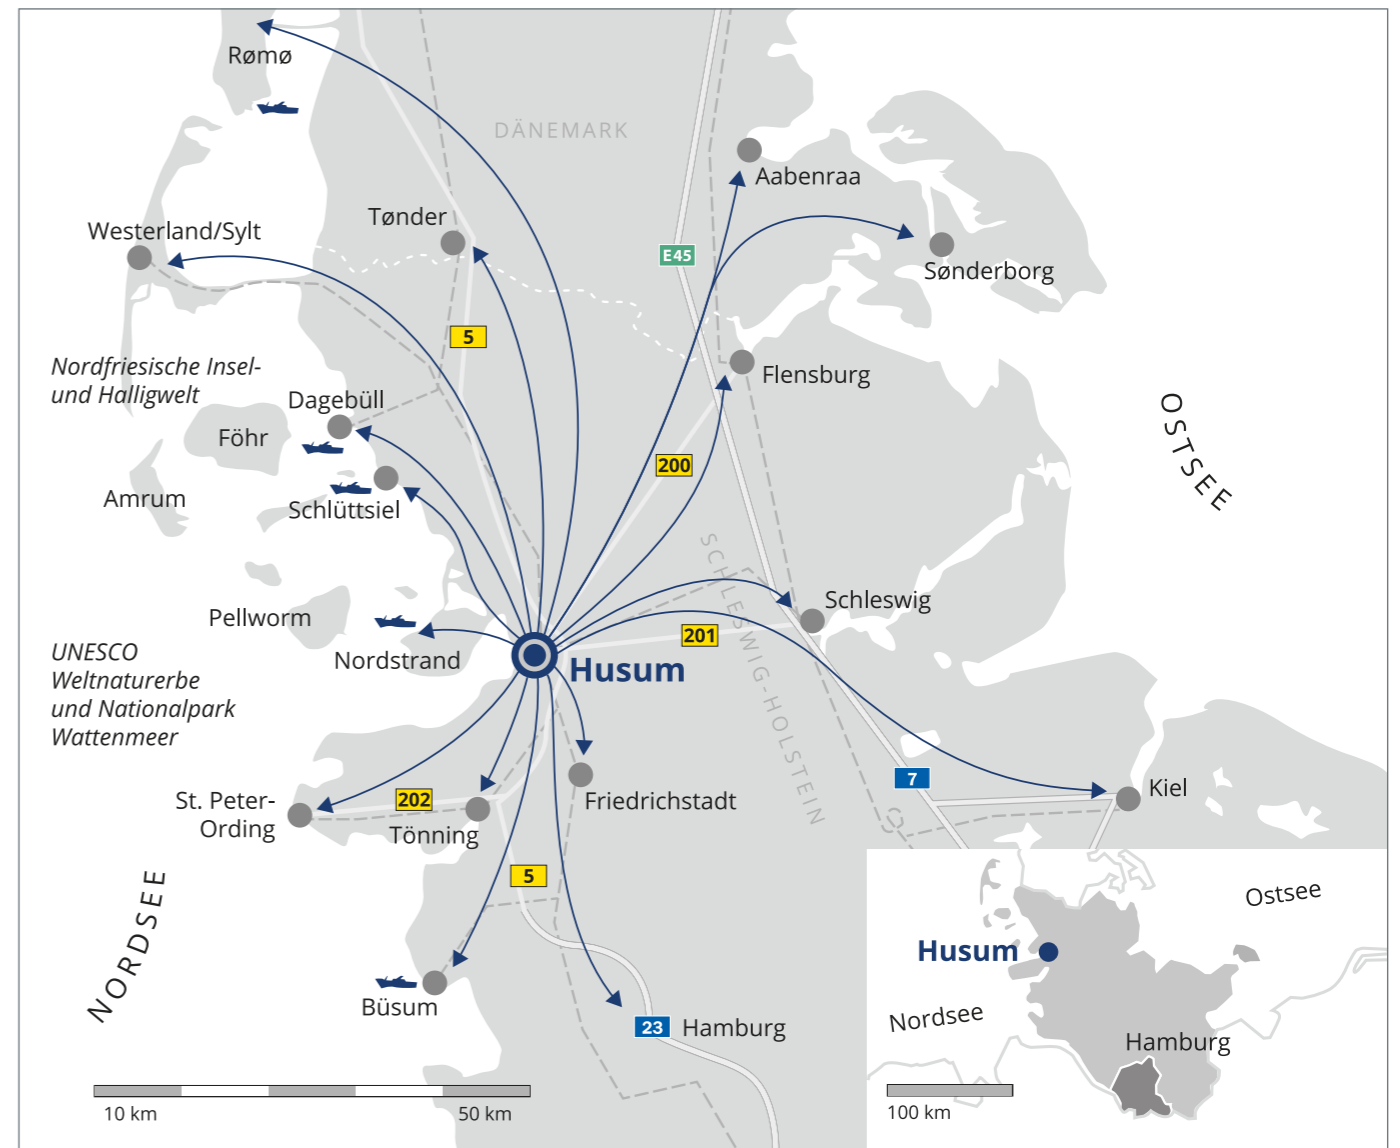 Rømø
DÄNEMARK
Aabenraa
Tønder
Westerland/Sylt
E45
Sønderborg
5
Nordfriesische Insel-
und Halligwelt
Flensburg
Dagebüll
Föhr
OSTSEE
200
Amrum
Schlüttsiel
SCHLESWIG-HOLSTEIN
Schleswig
Pellworm
201
Nordstrand
Husum
UNESCO
Weltnaturerbe
und Nationalpark
Wattenmeer
7
Kiel
St. Peter-
Ording
202
Tönning
Friedrichstadt
5
NORDSEE
Büsum
23
Hamburg
10 km
50 km
Ostsee
Husum
Nordsee
Hamburg
100 km